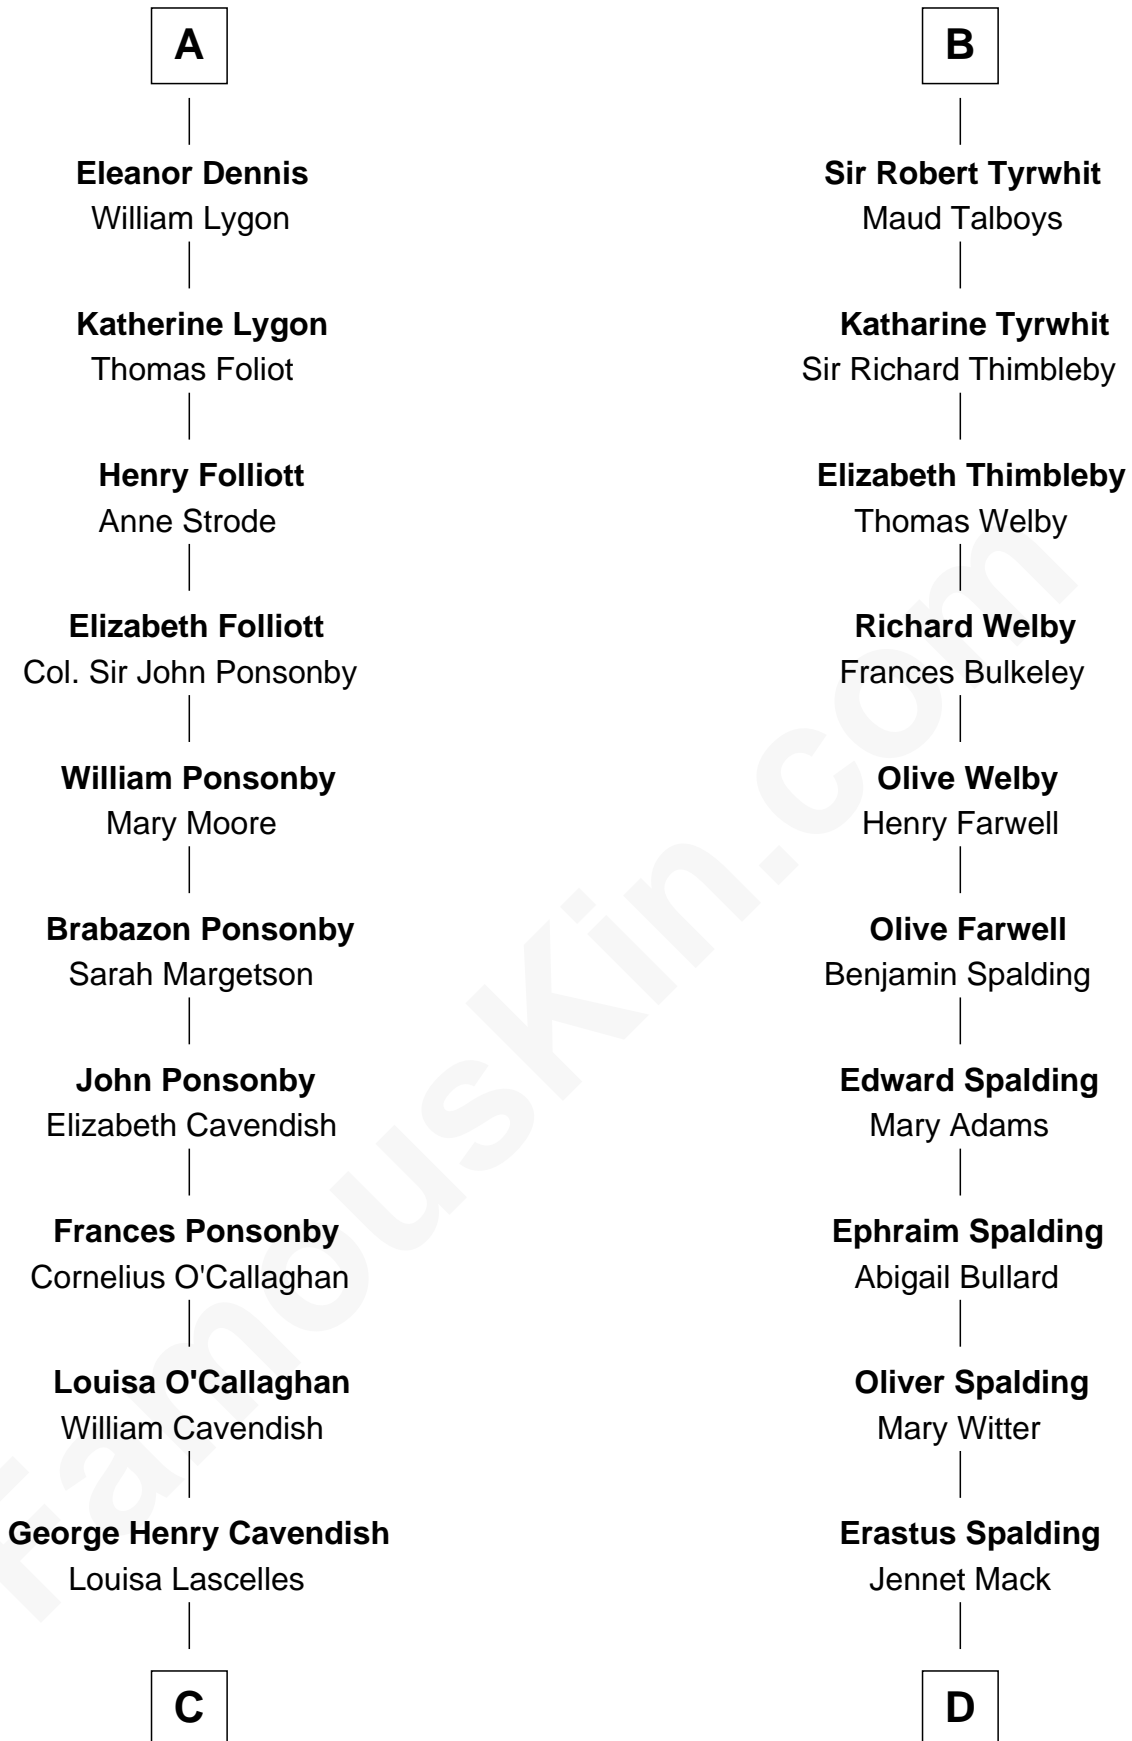 A
Eleanor Dennis
William Lygon
Katherine Lygon
Thomas Foliot
Henry Folliott
Anne Strode
Elizabeth Folliott
Col. Sir John Ponsonby
William Ponsonby
Mary Moore
Brabazon Ponsonby
Sarah Margetson
John Ponsonby
Elizabeth Cavendish
Frances Ponsonby
Cornelius O'Callaghan
Louisa O'Callaghan
William Cavendish
George Henry Cavendish
Louisa Lascelles
C
B
Sir Robert Tyrwhit
Maud Talboys
Katharine Tyrwhit
Sir Richard Thimbleby
Elizabeth Thimbleby
Thomas Welby
Richard Welby
Frances Bulkeley
Olive Welby
Henry Farwell
Olive Farwell
Benjamin Spalding
Edward Spalding
Mary Adams
Ephraim Spalding
Abigail Bullard
Oliver Spalding
Mary Witter
Erastus Spalding
Jennet Mack
D
FamousKin.com